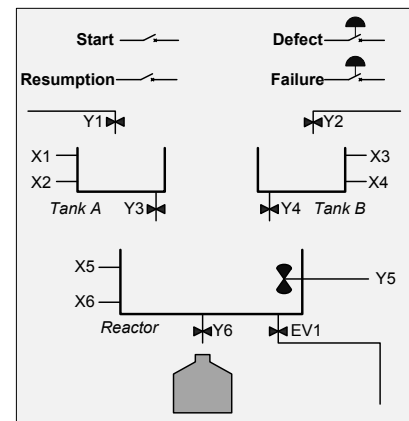 Start Defect
Resumption Failure
Y1 Y2
X1 X3
X2 X4
Tank A Y3 Y4 Tank B
X5
Y5
X6
Reactor Y6 EV1